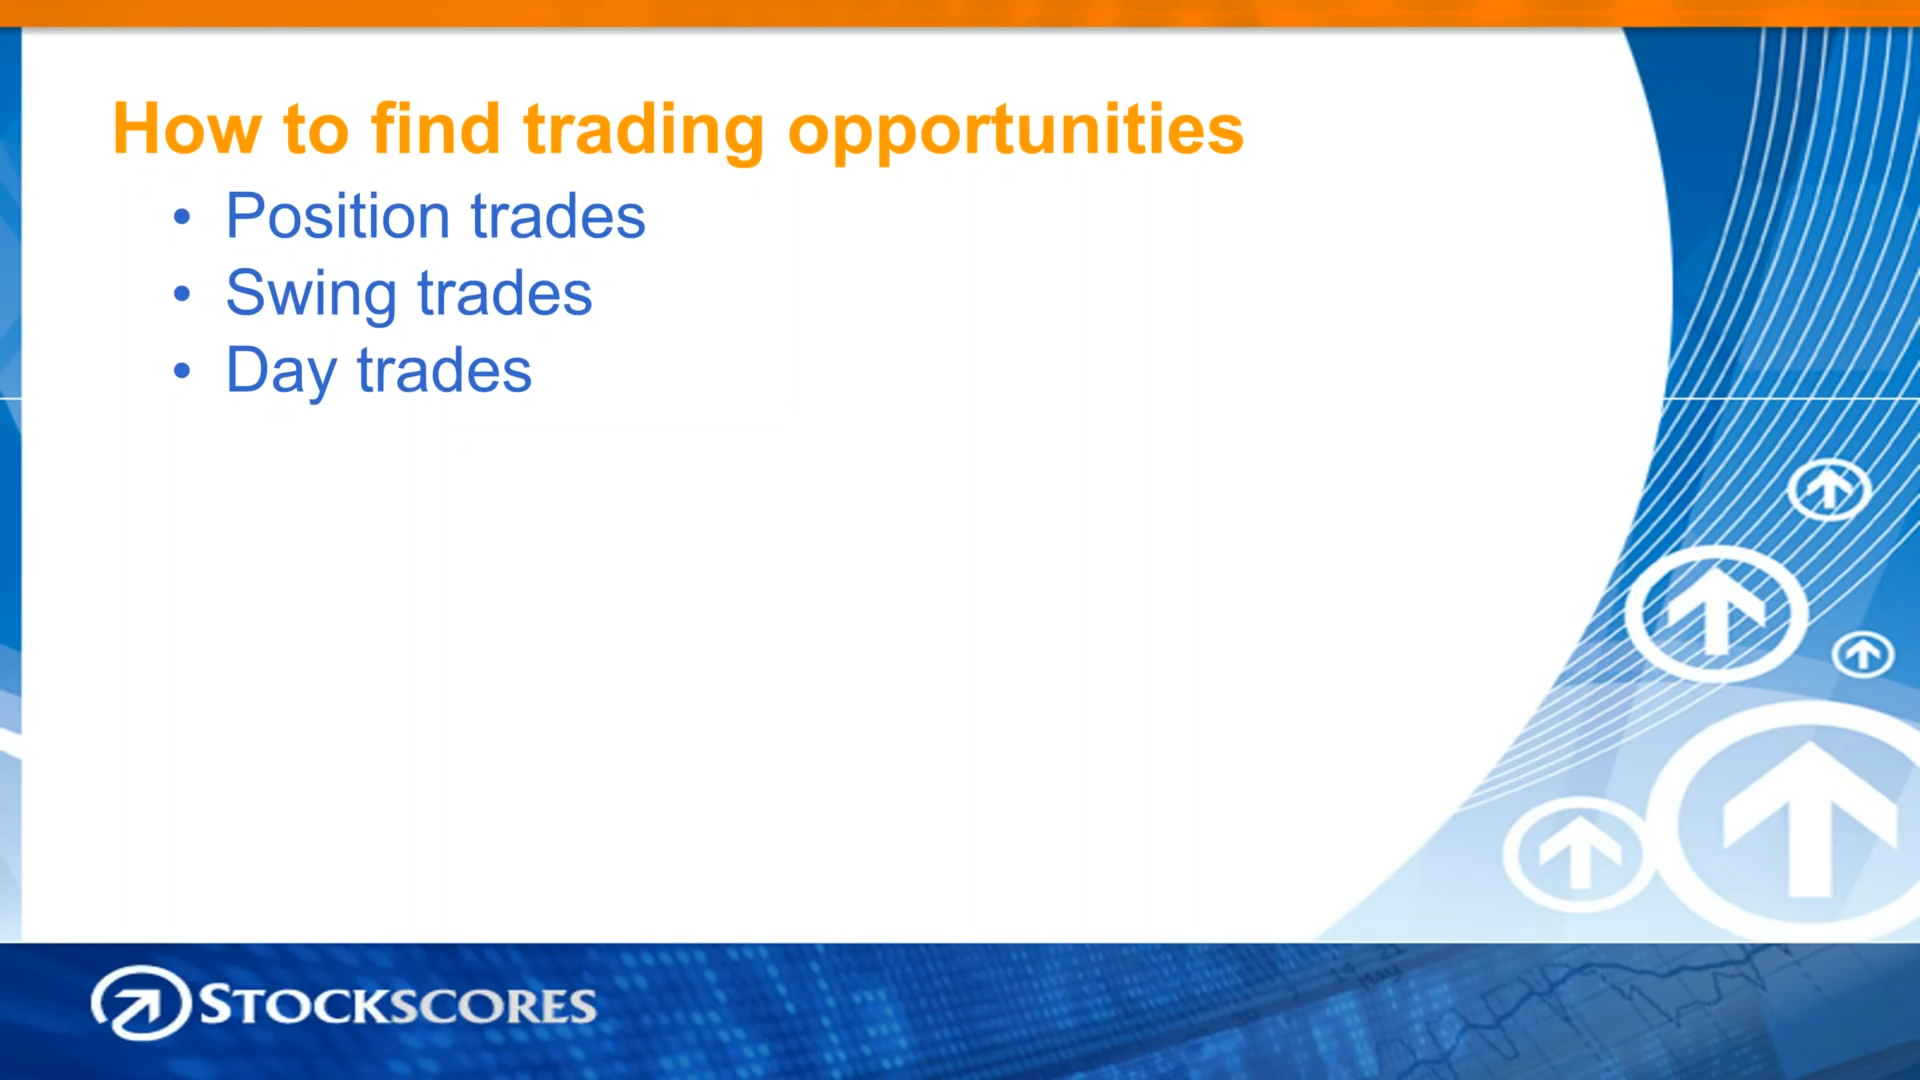 How to find trading opportunities
• Position trades
• Swing trades
• Day trades
STOCKSCORES